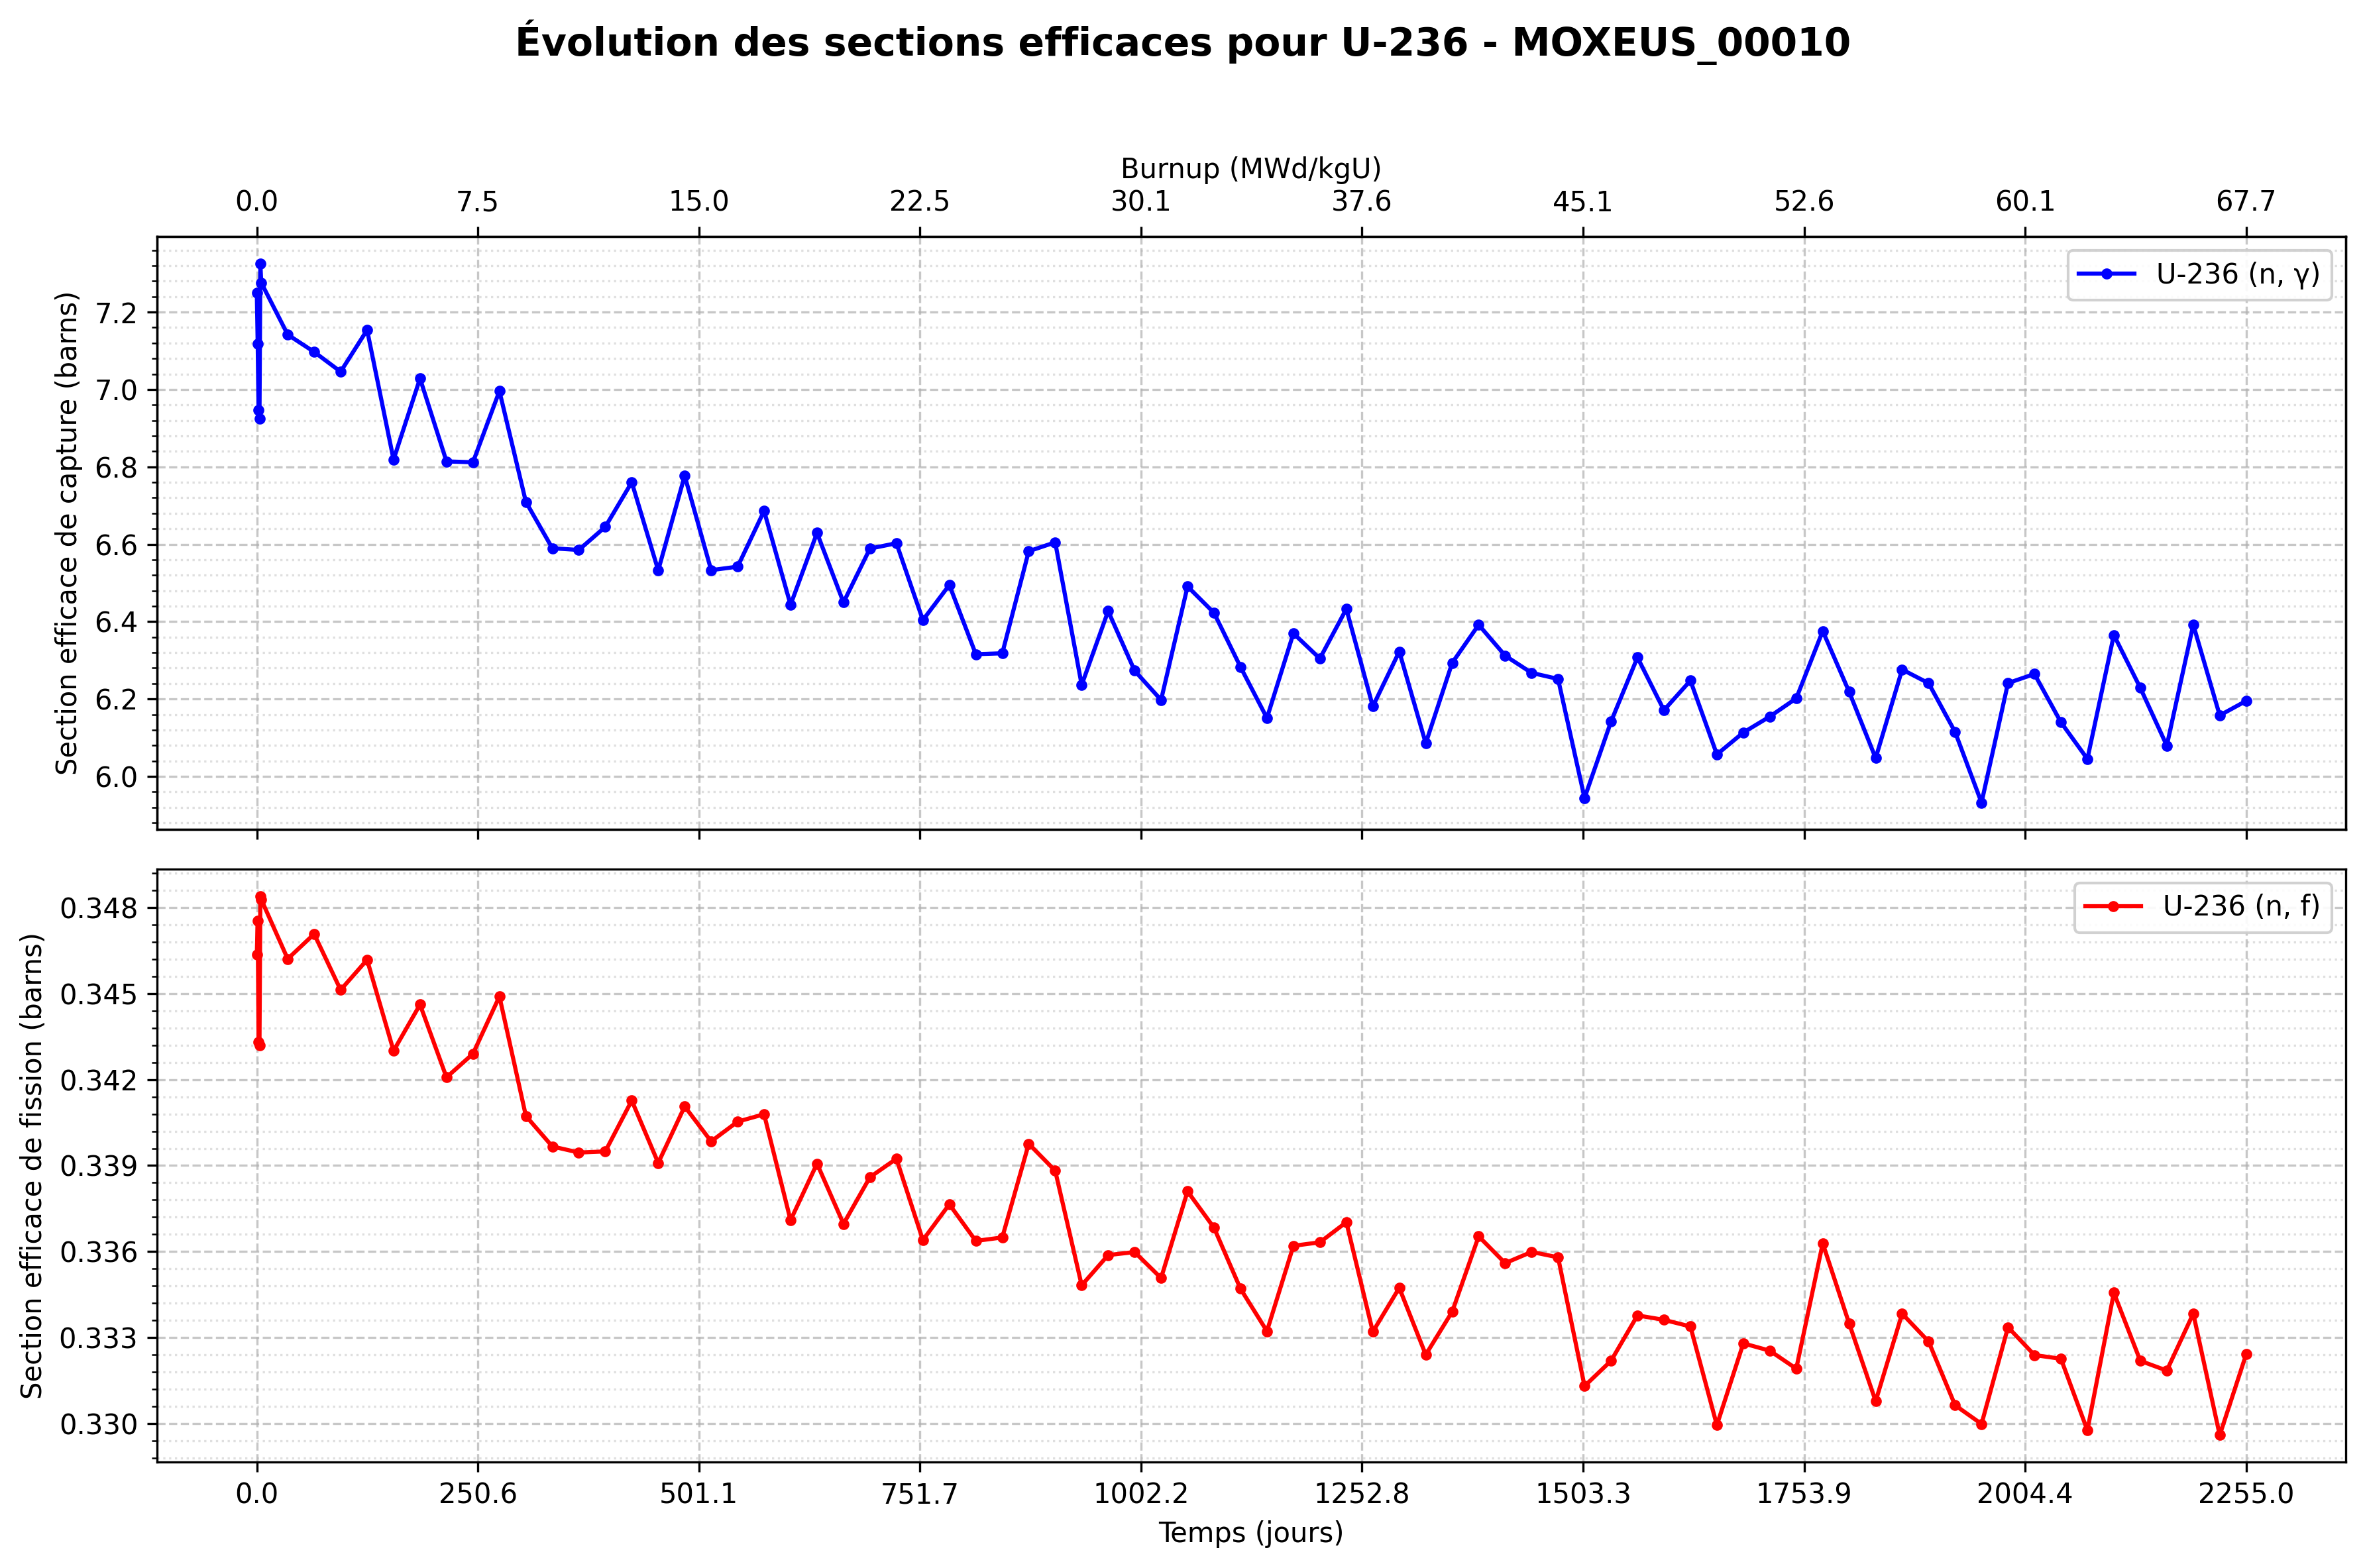 Évolution des sections efficaces pour U-236 - MOXEUS_00010
Burnup (MWd/kgU)
0.0 7.5 15.0 22.5 30.1 37.6 45.1 52.6 60.1 67.7
Section efficace de capture (barns)
7.2
7.0
6.8
6.6
6.4
6.2
6.0
U-236 (n, γ)
Section efficace de fission (barns)
0.348
0.345
0.342
0.339
0.336
0.333
0.330
U-236 (n, f)
0.0 250.6 501.1 751.7 1002.2 1252.8 1503.3 1753.9 2004.4 2255.0
Temps (jours)